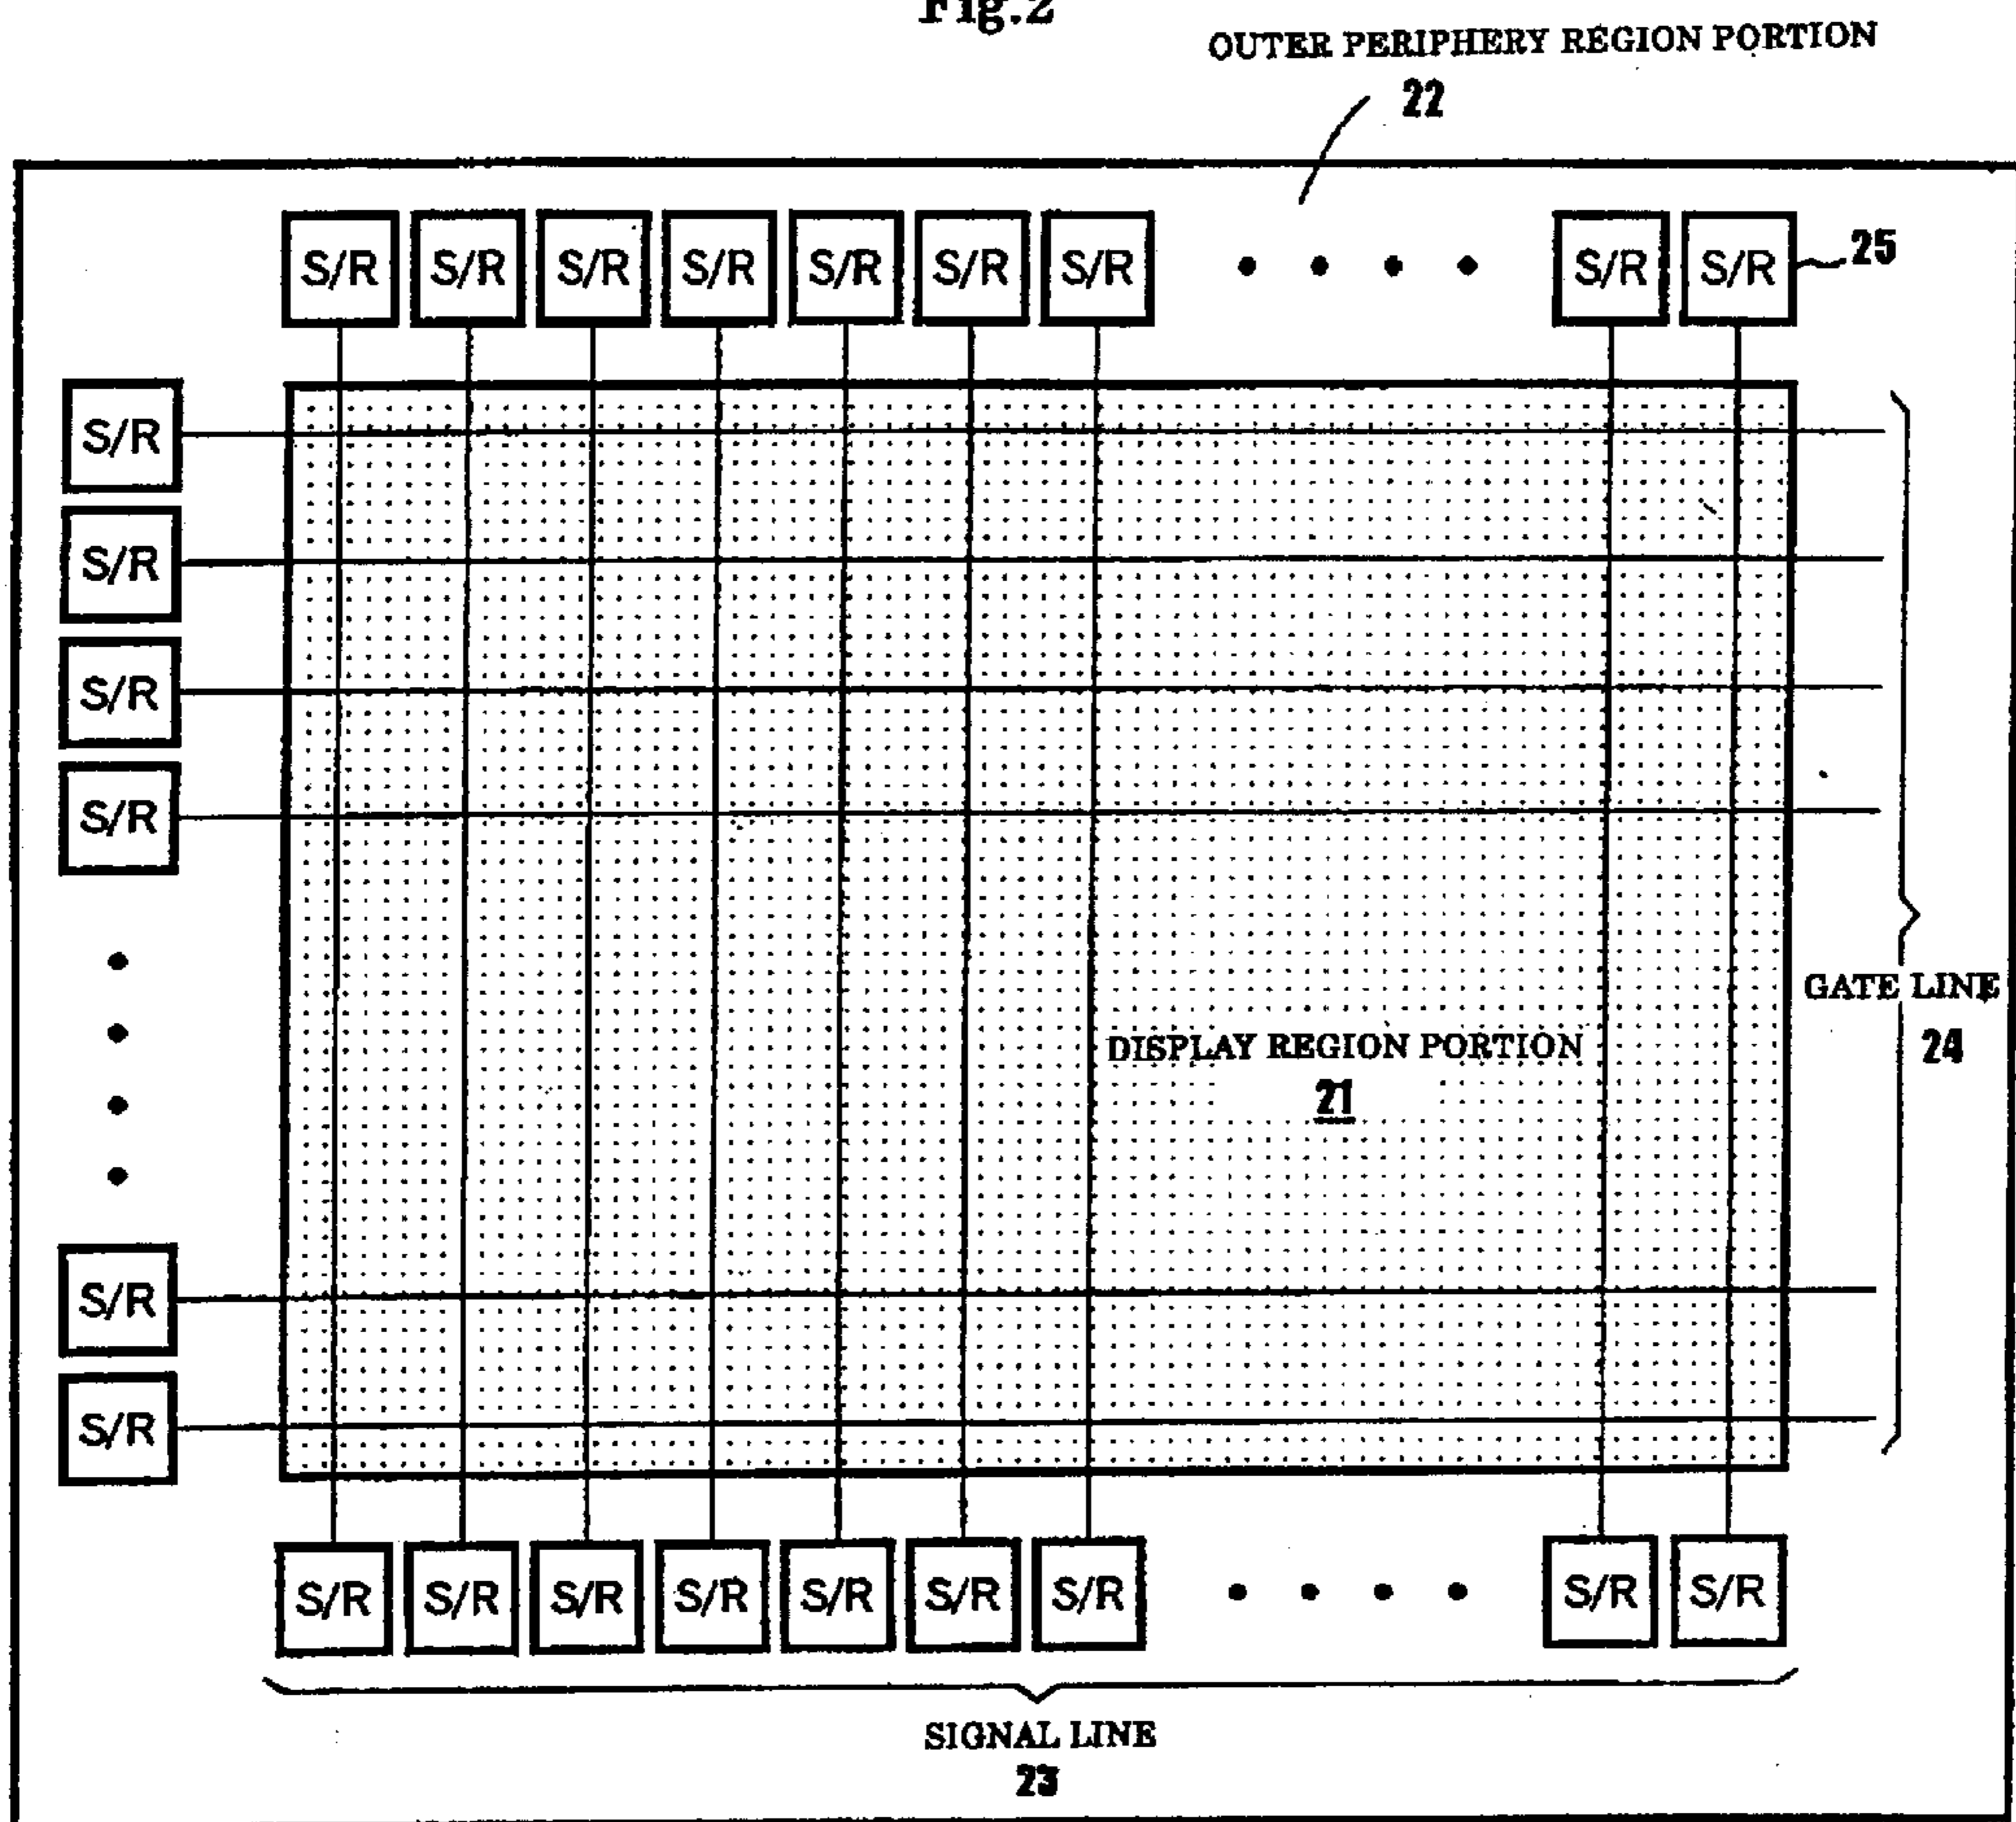 Fig.2
OUTER PERIPHERY REGION PORTION
22
S/R S/R S/R S/R S/R S/R S/R S/R S/R 25
S/R
S/R
S/R
S/R
GATE LINE
24
DISPLAY REGION PORTION
21
S/R
S/R
S/R S/R S/R S/R S/R S/R S/R S/R S/R
SIGNAL LINE
23